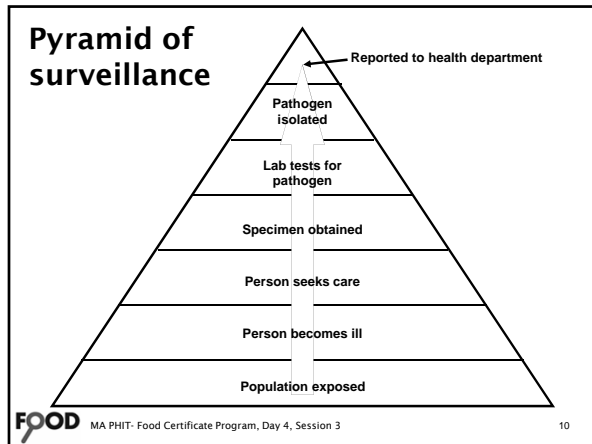 Pyramid of
surveillance
Reported to health department
Pathogen
isolated
Lab tests for
pathogen
Specimen obtained
Person seeks care
Person becomes ill
Population exposed
FOOD MA PHIT- Food Certificate Program, Day 4, Session 3 10